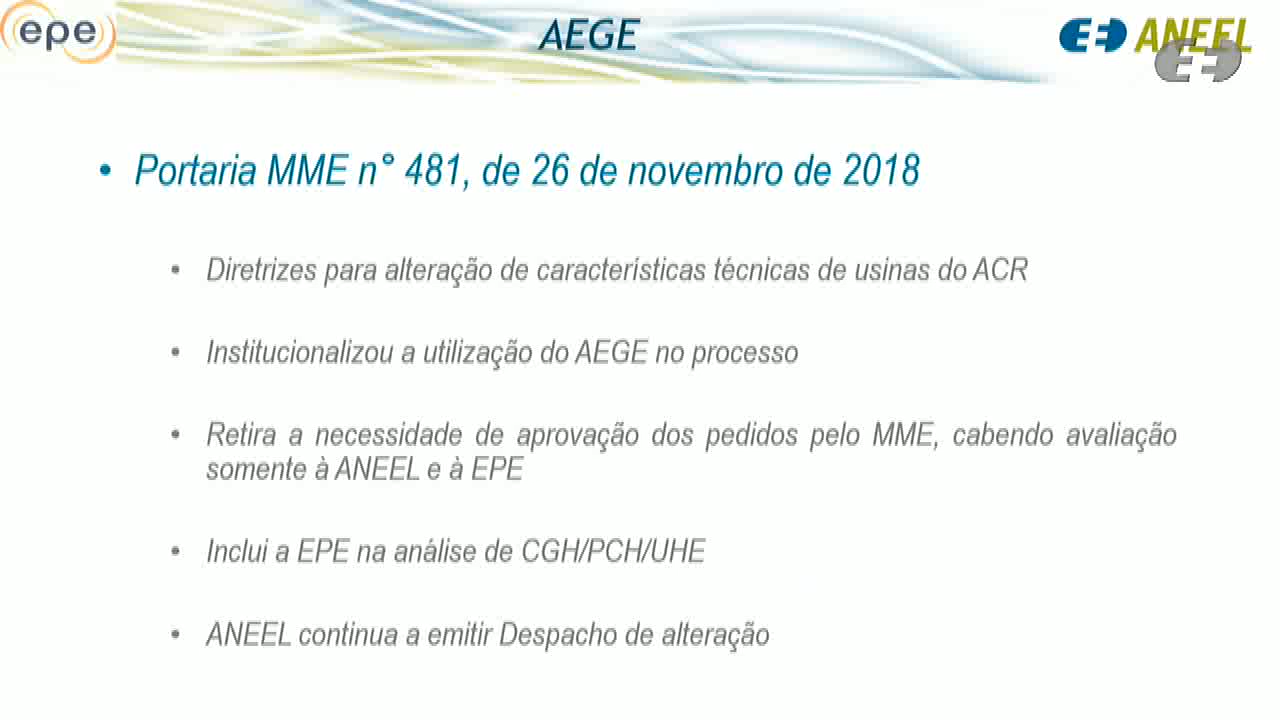 epe
AEGE
ANEEL
• Portaria MME n° 481, de 26 de novembro de 2018
• Diretrizes para alteração de características técnicas de usinas do ACR
• Institucionalizou a utilização do AEGE no processo
• Retira a necessidade de aprovação dos pedidos pelo MME, cabendo avaliação
somente à ANEEL e à EPE
• Inclui a EPE na análise de CGH/PCH/UHE
• ANEEL continua a emitir Despacho de alteração